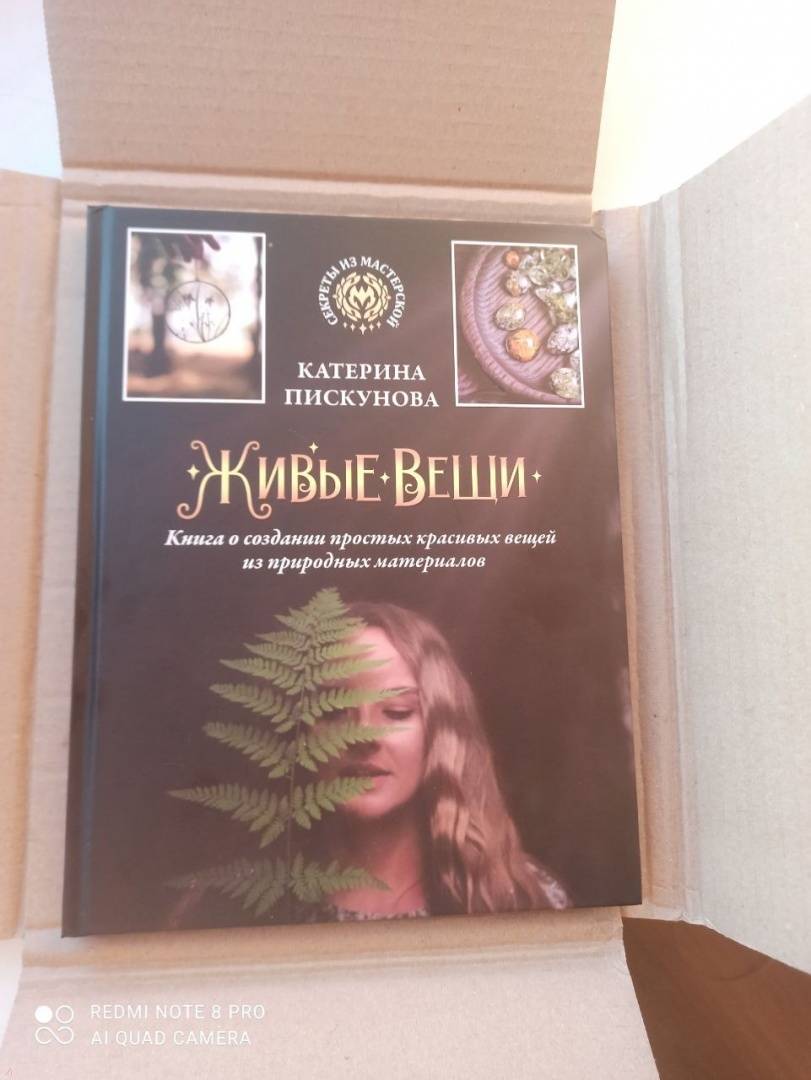 СЕКРЕТЫ ИЗ МАСТЕРСКОЙ
КАТЕРИНА
ПИСКУНОВА
ЖИВЫЕ ВЕЩИ
Книга о создании простых красивых вещей
из природных материалов
REDMI NOTE 8 PRO
AI QUAD CAMERA